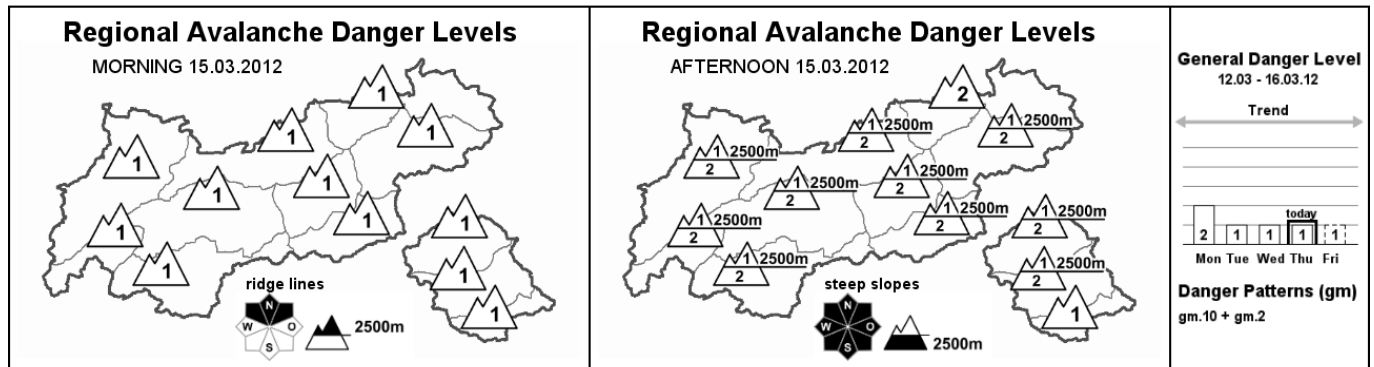 Regional Avalanche Danger Levels
MORNING 15.03.2012
1
1
1
1
1
1
1
1
1
1
1
1
1
ridge lines
N
W O
S
2500m
Regional Avalanche Danger Levels
AFTERNOON 15.03.2012
2
1 2500m
2
1 2500m
2
1 2500m
2
1 2500m
2
1 2500m
2
1 2500m
2
1 2500m
2
1 2500m
2
1 2500m
2
1 2500m
2
1 2500m
2
1
steep slopes
N
W O
S
2500m
General Danger Level
12.03 - 16.03.12
Trend
today
2 1 1 1 1
Mon Tue Wed Thu Fri
Danger Patterns (gm)
gm.10 + gm.2